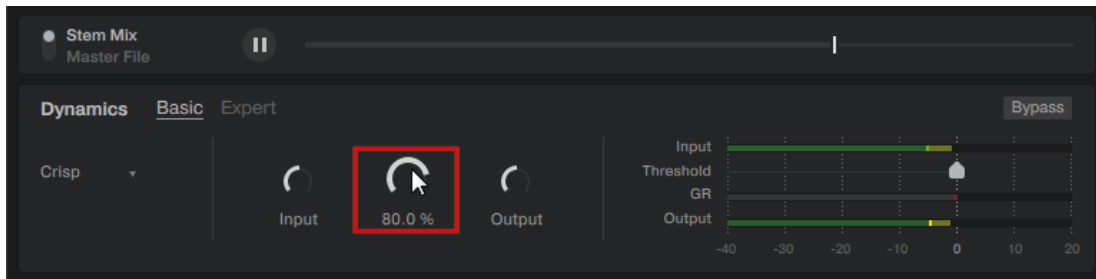 Stem Mix
Master File
Dynamics Basic Expert Bypass
Crisp
Input 80.0 % Output
Input
Threshold
GR
Output
-40 -30 -20 -10 0 10 20